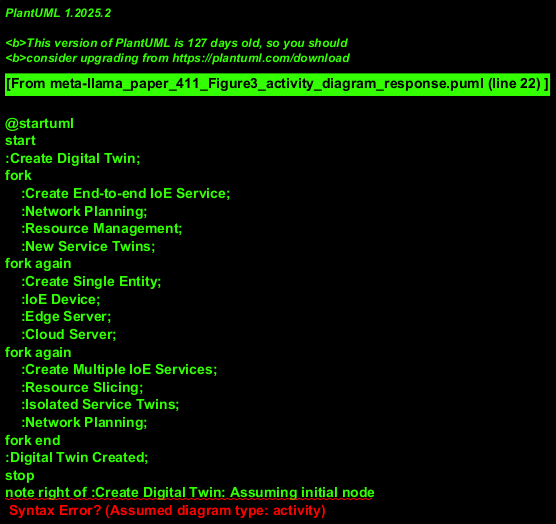 PlantUML 1.2025.2
<b>This version of PlantUML is 127 days old, so you should
<b>consider upgrading from https://plantuml.com/download
[From meta-llama_paper_411_Figure3_activity_diagram_response.puml (line 22) ]
@startuml
start
:Create Digital Twin;
fork
:Create End-to-end IoE Service;
:Network Planning;
:Resource Management;
:New Service Twins;
fork again
:Create Single Entity;
:IoE Device;
:Edge Server;
:Cloud Server;
fork again
:Create Multiple IoE Services;
:Resource Slicing;
:Isolated Service Twins;
:Network Planning;
fork end
:Digital Twin Created;
stop
note right of :Create Digital Twin: Assuming initial node
Syntax Error? (Assumed diagram type: activity)